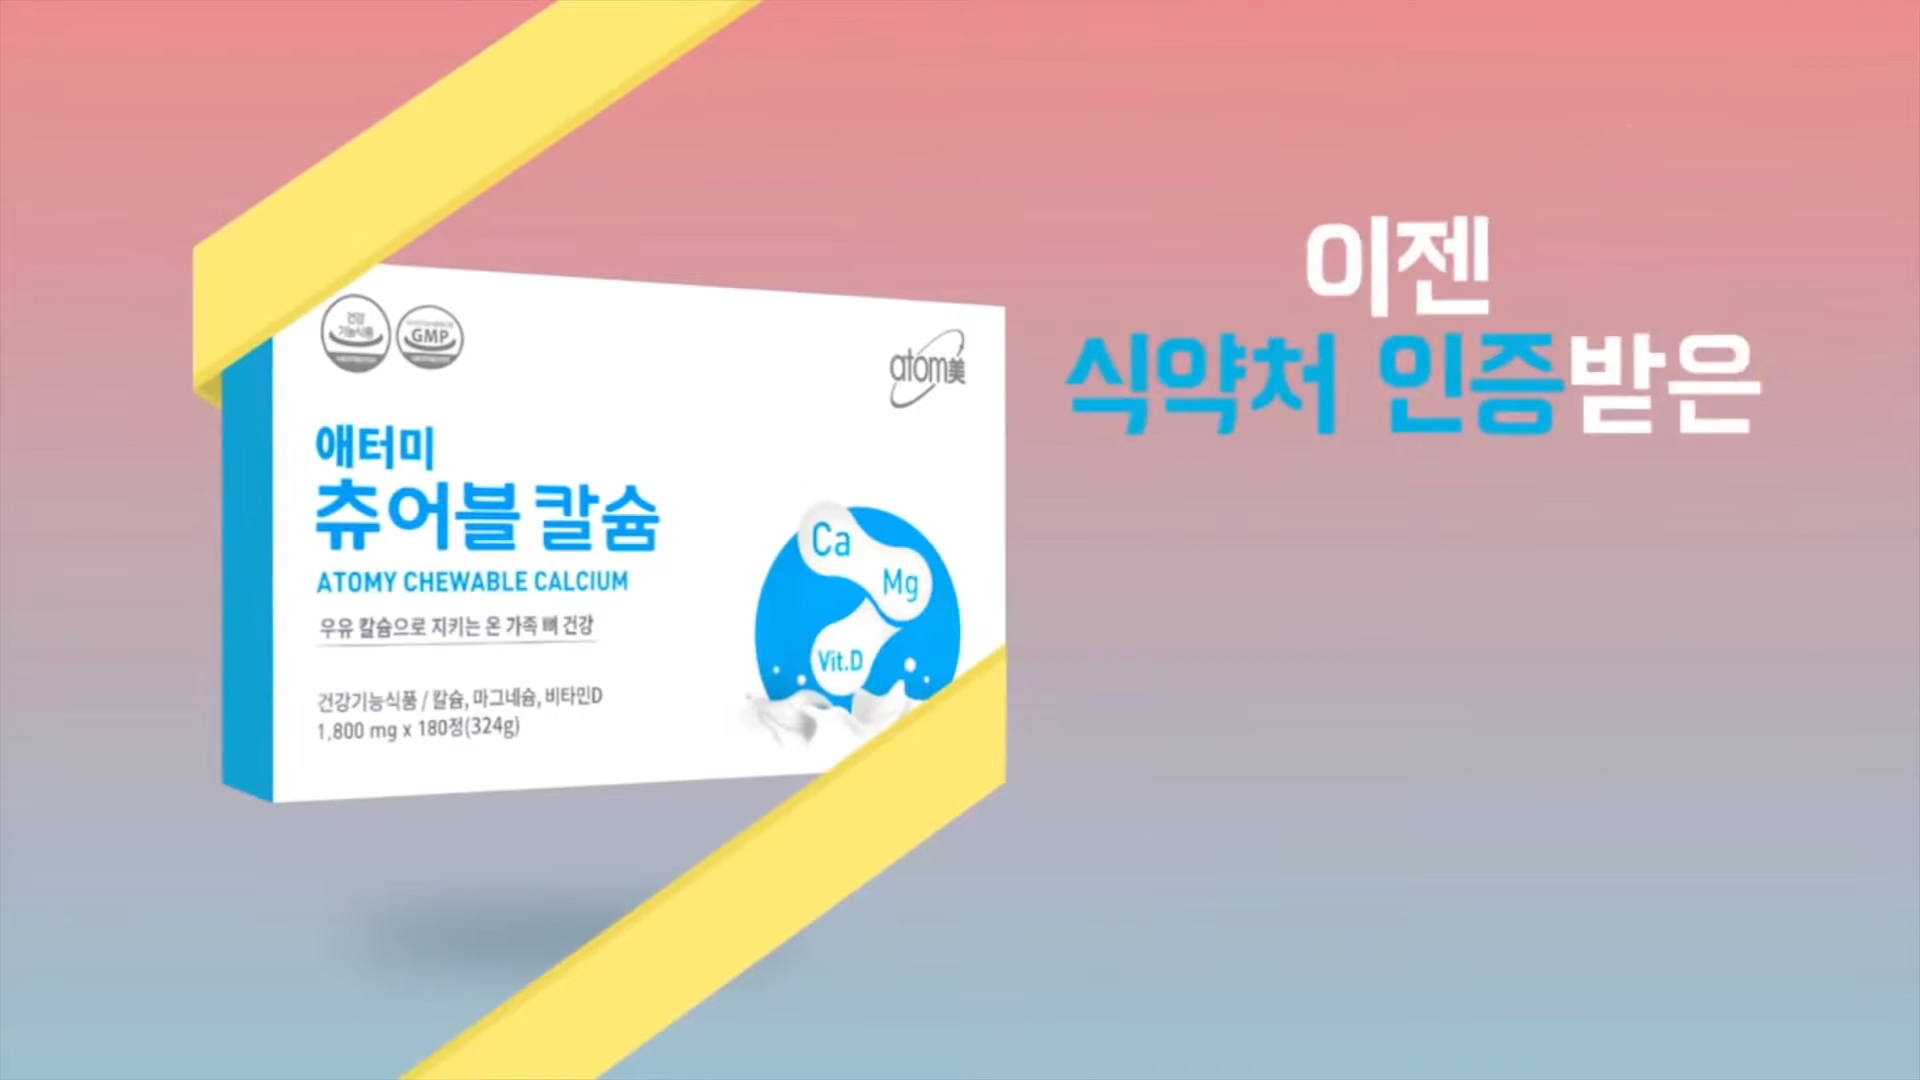 건강
기능식품
GMP
atom美
애터미
츄어블 칼슘
ATOMY CHEWABLE CALCIUM
우유 칼슘으로 지키는 온 가족 뼈 건강
건강기능식품 / 칼슘, 마그네슘, 비타민D
1,800 mg x 180정(324g)
Ca
Mg
Vit.D
이젠
식약처 인증받은